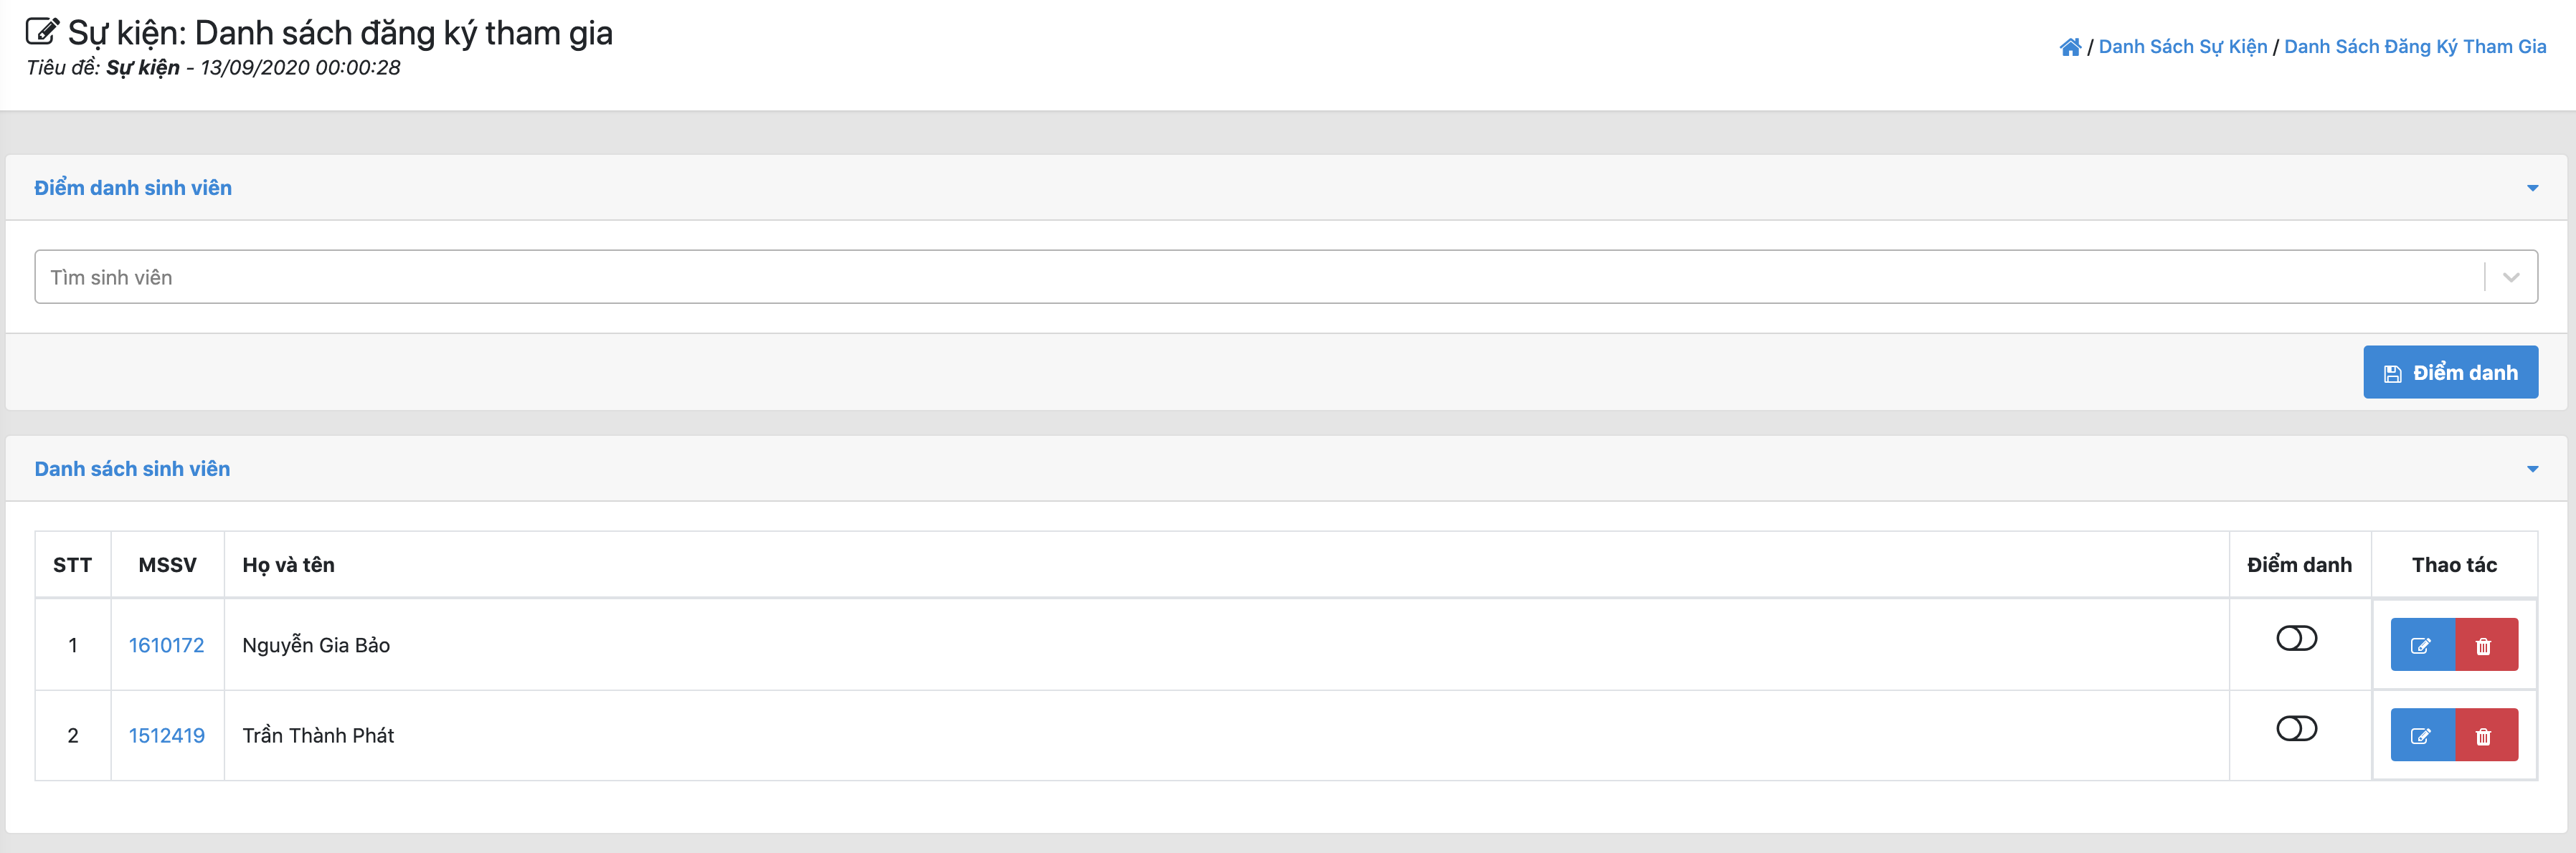 Sự kiện: Danh sách đăng ký tham gia
Tiêu đề: Sự kiện - 13/09/2020 00:00:28
/ Danh Sách Sự Kiện / Danh Sách Đăng Ký Tham Gia
Điểm danh sinh viên
Tìm sinh viên
Điểm danh
Danh sách sinh viên
STT MSSV Họ và tên Điểm danh Thao tác
1 1610172 Nguyễn Gia Bảo
2 1512419 Trần Thành Phát